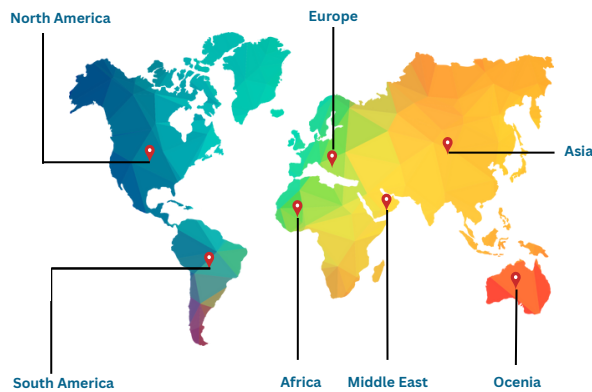 North America
Europe
Asia
South America
Africa
Middle East
Ocenia